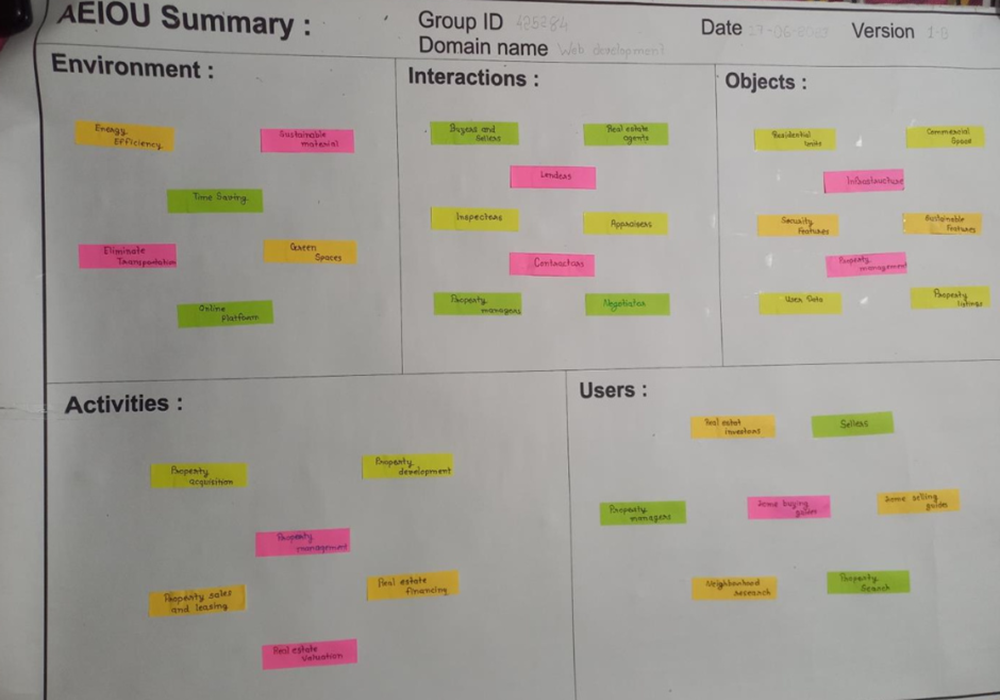 AEIOU Summary :
Group ID 425284
Date 17-06-2023
Version 1.0
Domain name Web development
Environment :
Energy
Efficiency
Sustainable
material
Time Saving
Eliminate
Transportation
Green
Spaces
Online
Platform
Interactions :
Buyers and
Sellers
Real estate
agents
Lenders
Inspectors
Appraisers
Contractors
Property
managers
Negotiator
Objects :
Residential
Units
Commercial
Space
Infrastructure
Security
Features
Sustainable
Features
Property
management
User Data
Property
listings
Activities :
Property
acquisition
Property
development
Property
management
Property sales
and leasing
Real estate
financing
Real estate
Valuation
Users :
Real estat
investors
Sellers
Property
managers
Some buying
guides
Some selling
guides
Neighbourhood
research
Property
Search